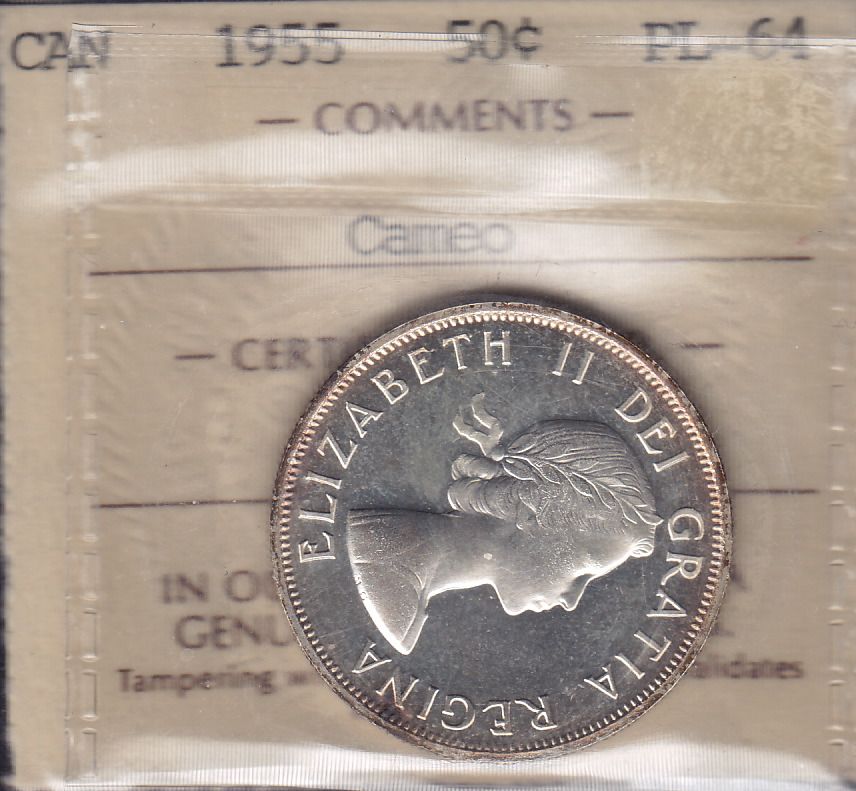 CAN 1955 50¢ PL-64
— COMMENTS —
Cameo
— CERT —
IN OU
GENU
Tampering alidates
ELIZABETH II DEI GRATIA REGINA